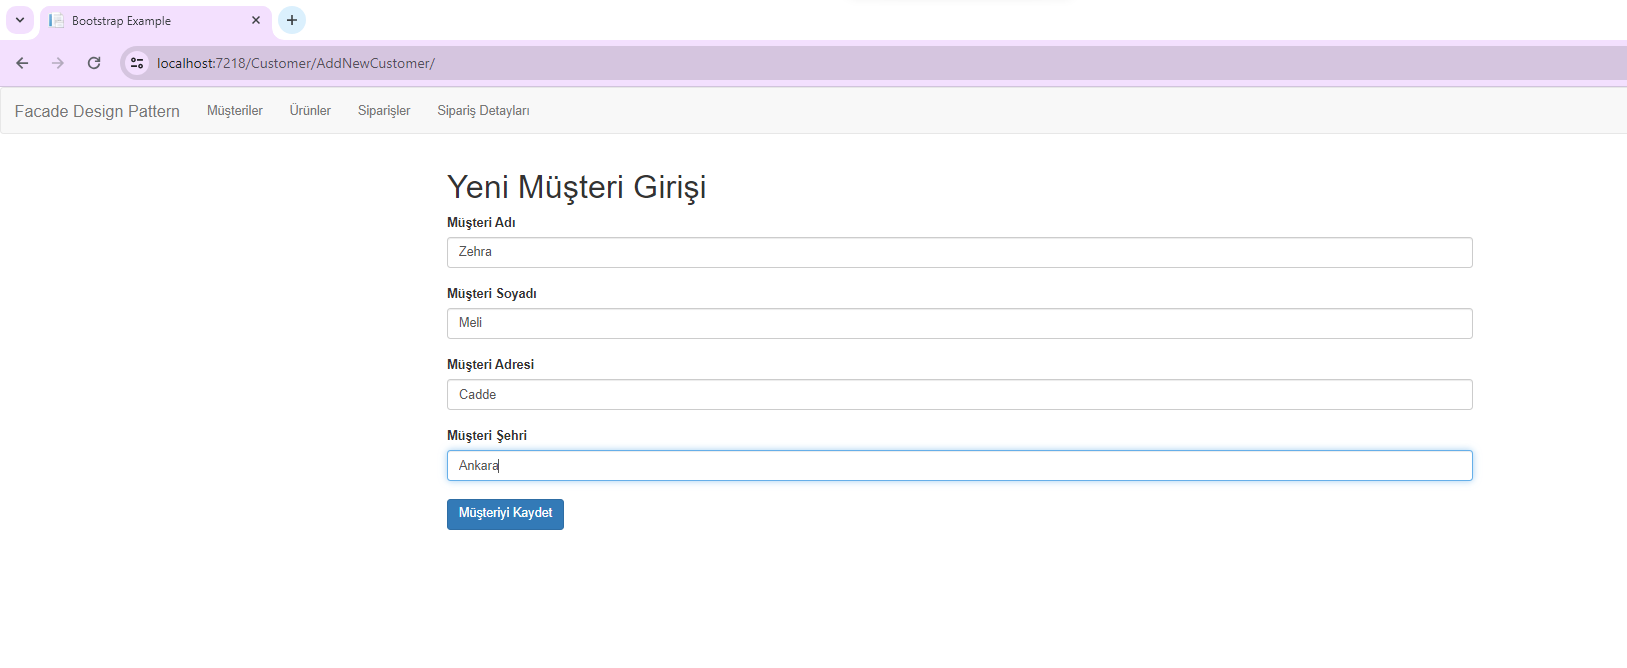 Bootstrap Example
localhost:7218/Customer/AddNewCustomer/
Facade Design Pattern Müşteriler Ürünler Siparişler Sipariş Detayları
Yeni Müşteri Girişi
Müşteri Adı
Zehra
Müşteri Soyadı
Meli
Müşteri Adresi
Cadde
Müşteri Şehri
Ankara
Müşteriyi Kaydet